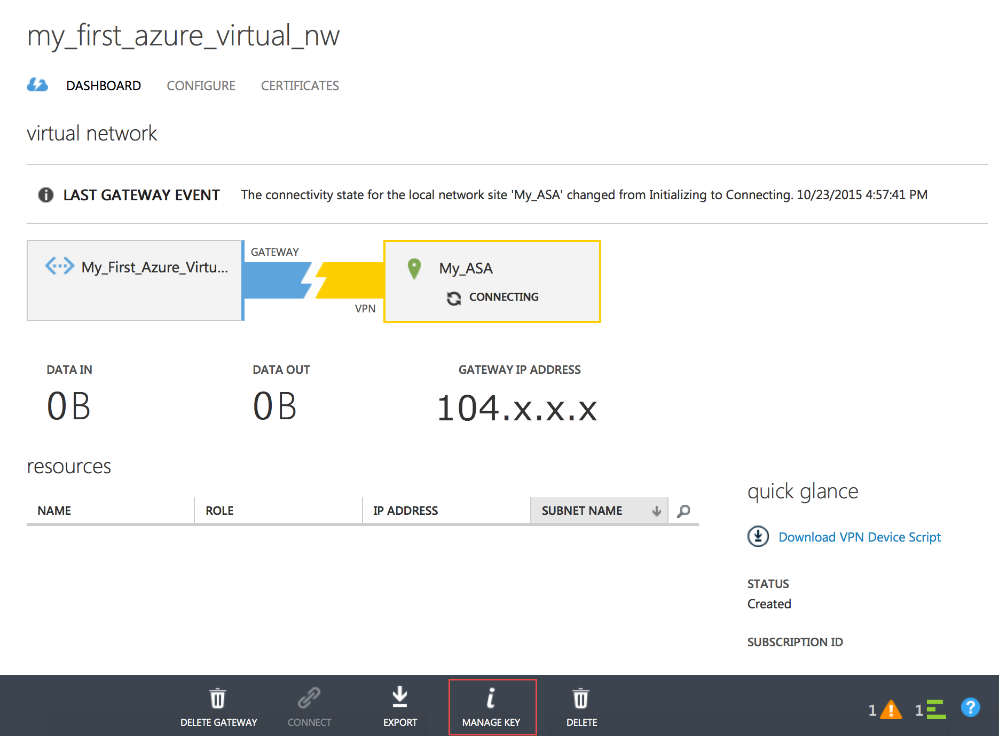 my_first_azure_virtual_nw
DASHBOARD CONFIGURE CERTIFICATES
virtual network
LAST GATEWAY EVENT The connectivity state for the local network site 'My_ASA' changed from Initializing to Connecting. 10/23/2015 4:57:41 PM
My_First_Azure_Virtu...
GATEWAY
VPN
My_ASA
CONNECTING
DATA IN DATA OUT GATEWAY IP ADDRESS
0 B 0 B 104.x.x.x
resources
NAME ROLE IP ADDRESS SUBNET NAME
quick glance
Download VPN Device Script
STATUS
Created
SUBSCRIPTION ID
DELETE GATEWAY CONNECT EXPORT MANAGE KEY DELETE
1 1